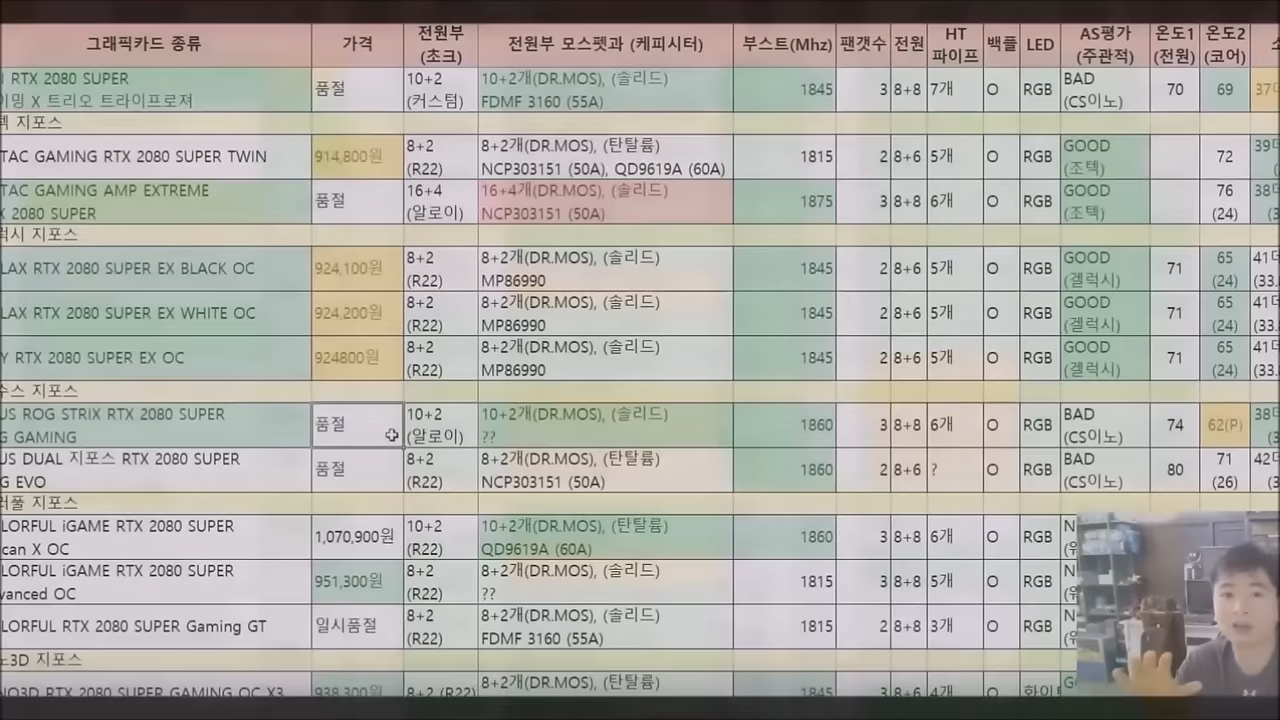 그래픽카드 종류 가격 전원부 (초크) 전원부 모스펫과 (케피시터) 부스트(Mhz) 팬갯수 전원 HT 파이프 백플 LED AS평가 (주관적) 온도1 (전원) 온도2 (코어)
RTX 2080 SUPER 품절 10+2 10+2개(DR.MOS), (솔리드) 1845 3 8+8 7개 O RGB BAD 70 69
X 트리오 트라이프로져 (커스텀) FDMF 3160 (55A) (CS이노)
지포스
TAC GAMING RTX 2080 SUPER TWIN 914,800원 8+2 8+2개(DR.MOS), (탄탈륨) 1815 2 8+6 5개 O RGB GOOD 72
(R22) NCP303151 (50A), QD9619A (60A) (조텍)
TAC GAMING AMP EXTREME 품절 16+4 16+4개(DR.MOS), (솔리드) 1875 3 8+8 6개 O RGB GOOD 76
2080 SUPER (알로이) NCP303151 (50A) (조텍) (24)
럭시 지포스
LAX RTX 2080 SUPER EX BLACK OC 924,100원 8+2 8+2개(DR.MOS), (솔리드) 1845 2 8+6 5개 O RGB GOOD 71 65
(R22) MP86990 (갤럭시) (24)
LAX RTX 2080 SUPER EX WHITE OC 924,200원 8+2 8+2개(DR.MOS), (솔리드) 1845 2 8+6 5개 O RGB GOOD 71 65
(R22) MP86990 (갤럭시) (24)
Y RTX 2080 SUPER EX OC 924800원 8+2 8+2개(DR.MOS), (솔리드) 1845 2 8+6 5개 O RGB GOOD 71 65
(R22) MP86990 (갤럭시) (24)
수스 지포스
US ROG STRIX RTX 2080 SUPER 품절 10+2 10+2개(DR.MOS), (솔리드) 1860 3 8+8 6개 O RGB BAD 74 62(P)
G GAMING (알로이) ?? (CS이노)
US DUAL 지포스 RTX 2080 SUPER 품절 8+2 8+2개(DR.MOS), (탄탈륨) 1860 2 8+6 ? O RGB BAD 80 71
G EVO (R22) NCP303151 (50A) (CS이노) (26)
러풀 지포스
LORFUL iGAME RTX 2080 SUPER 1,070,900원 10+2 10+2개(DR.MOS), (탄탈륨) 1860 3 8+8 6개 O RGB
can X OC (R22) QD9619A (60A)
LORFUL iGAME RTX 2080 SUPER 951,300원 8+2 8+2개(DR.MOS), (솔리드) 1815 3 8+8 5개 O RGB
vanced OC (R22) ??
LORFUL RTX 2080 SUPER Gaming GT 일시품절 8+2 8+2개(DR.MOS), (솔리드) 1815 2 8+8 3개 O RGB
(R22) FDMF 3160 (55A)
3D 지포스
NO3D RTX 2080 SUPER GAMING OC X3 938,300원 8+2 (R22) 8+2개(DR.MOS), (탄탈륨) 1845 3 8+6 4개 O